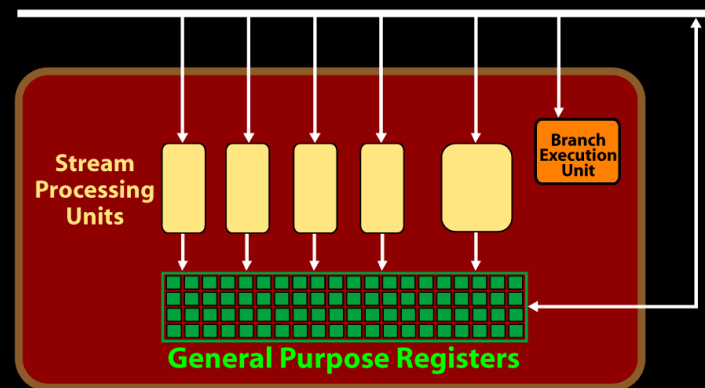 Stream
Processing
Units
Branch
Execution
Unit
General Purpose Registers